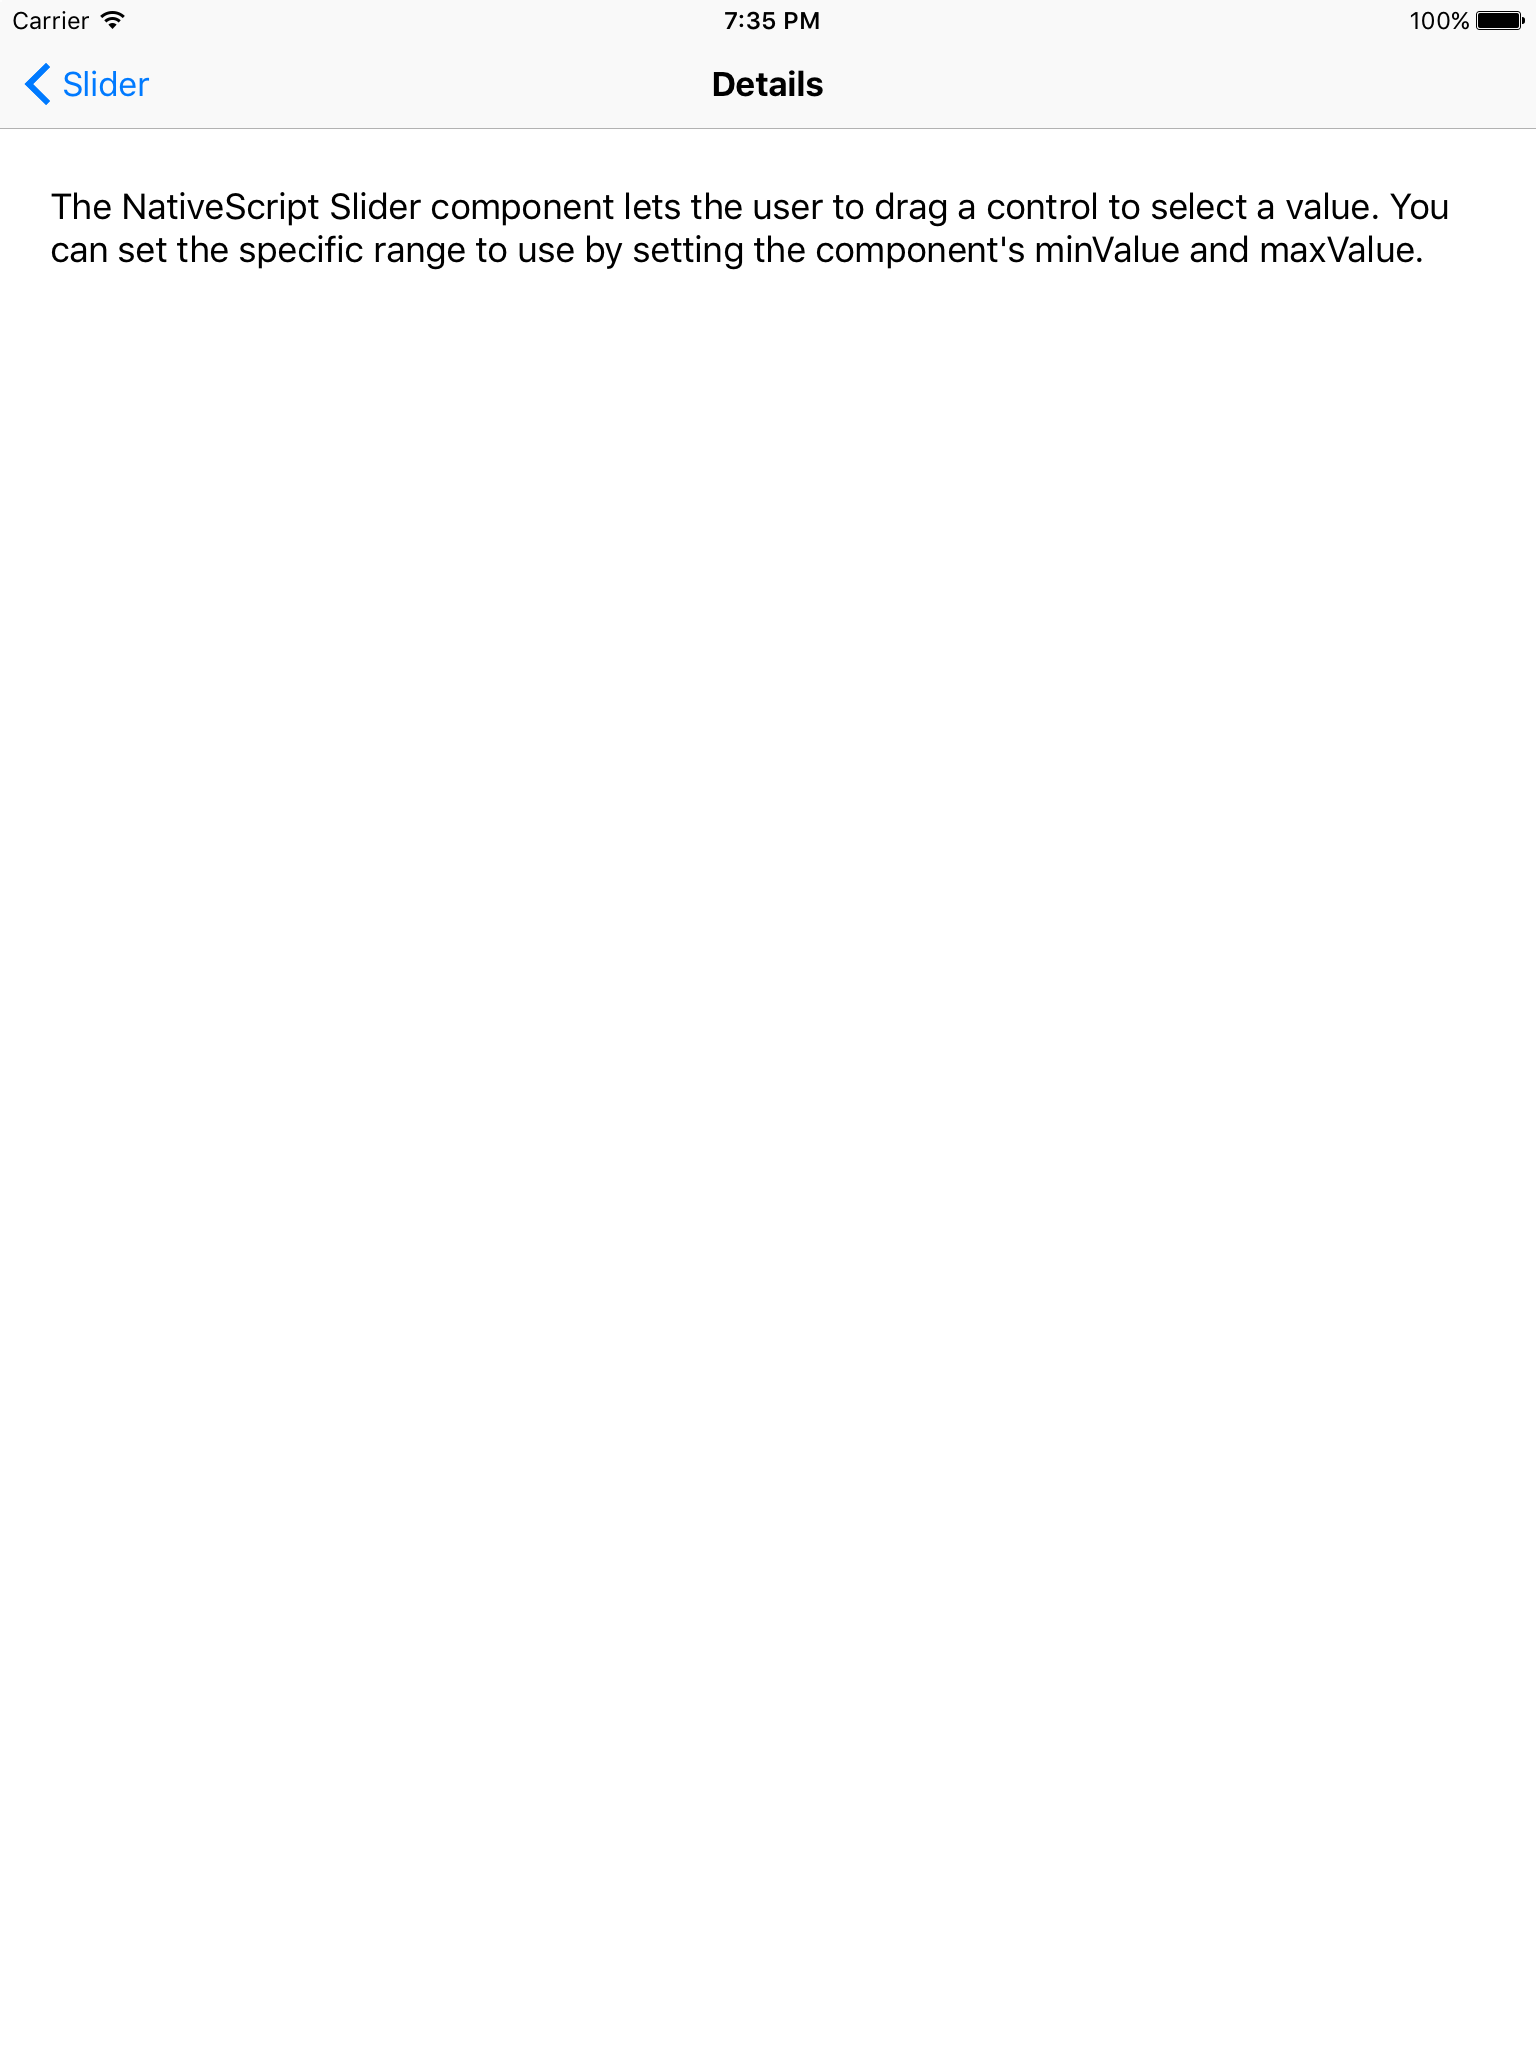 Carrier 7:35 PM 100%
Slider Details
The NativeScript Slider component lets the user to drag a control to select a value. You
can set the specific range to use by setting the component's minValue and maxValue.